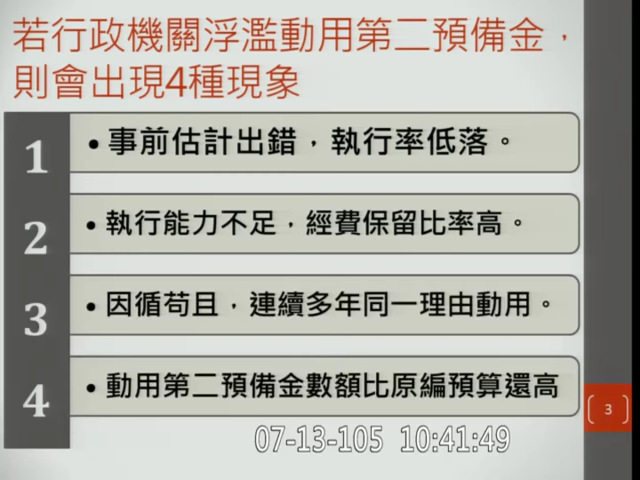 若行政機關浮濫動用第二預備金，
則會出現4種現象
1
•事前估計出錯，執行率低落。
2
•執行能力不足，經費保留比率高。
3
•因循苟且，連續多年同一理由動用。
4
•動用第二預備金數額比原編預算還高
3
07-13-105 10:41:49